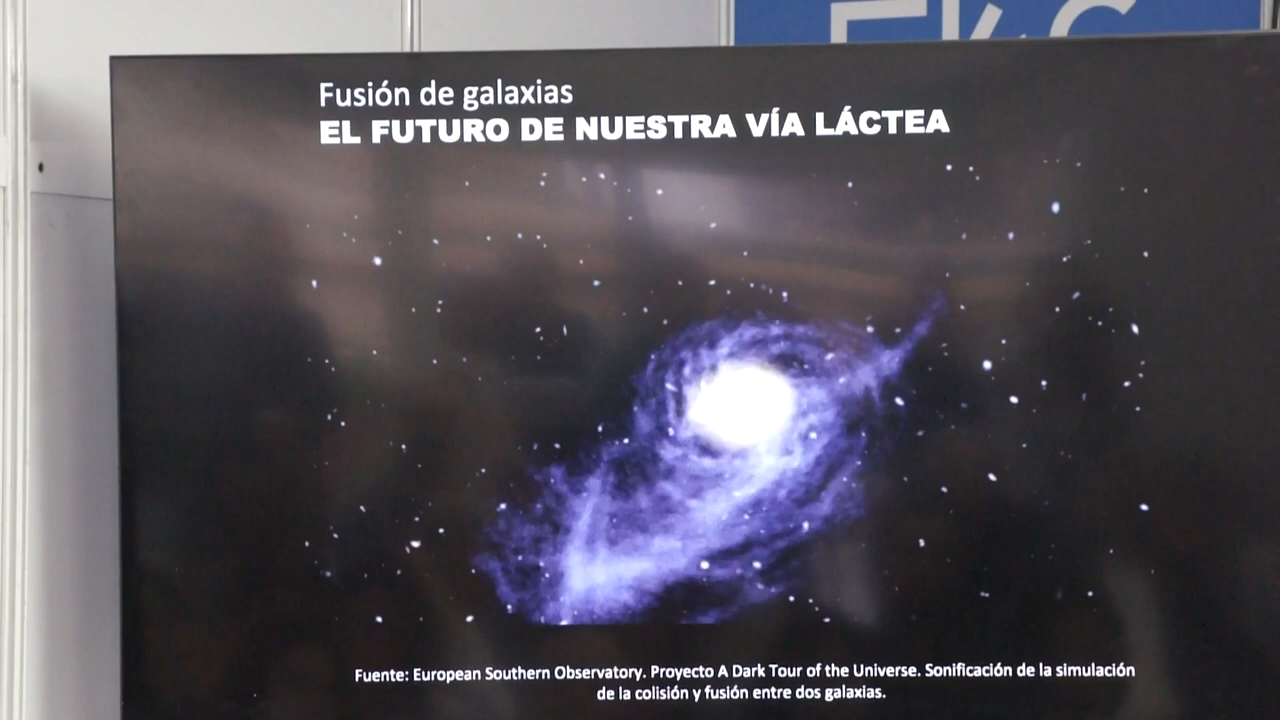 Fusión de galaxias
EL FUTURO DE NUESTRA VÍA LÁCTEA
Fuente: European Southern Observatory. Proyecto A Dark Tour of the Universe. Sonificación de la simulación
de la colisión y fusión entre dos galaxias.